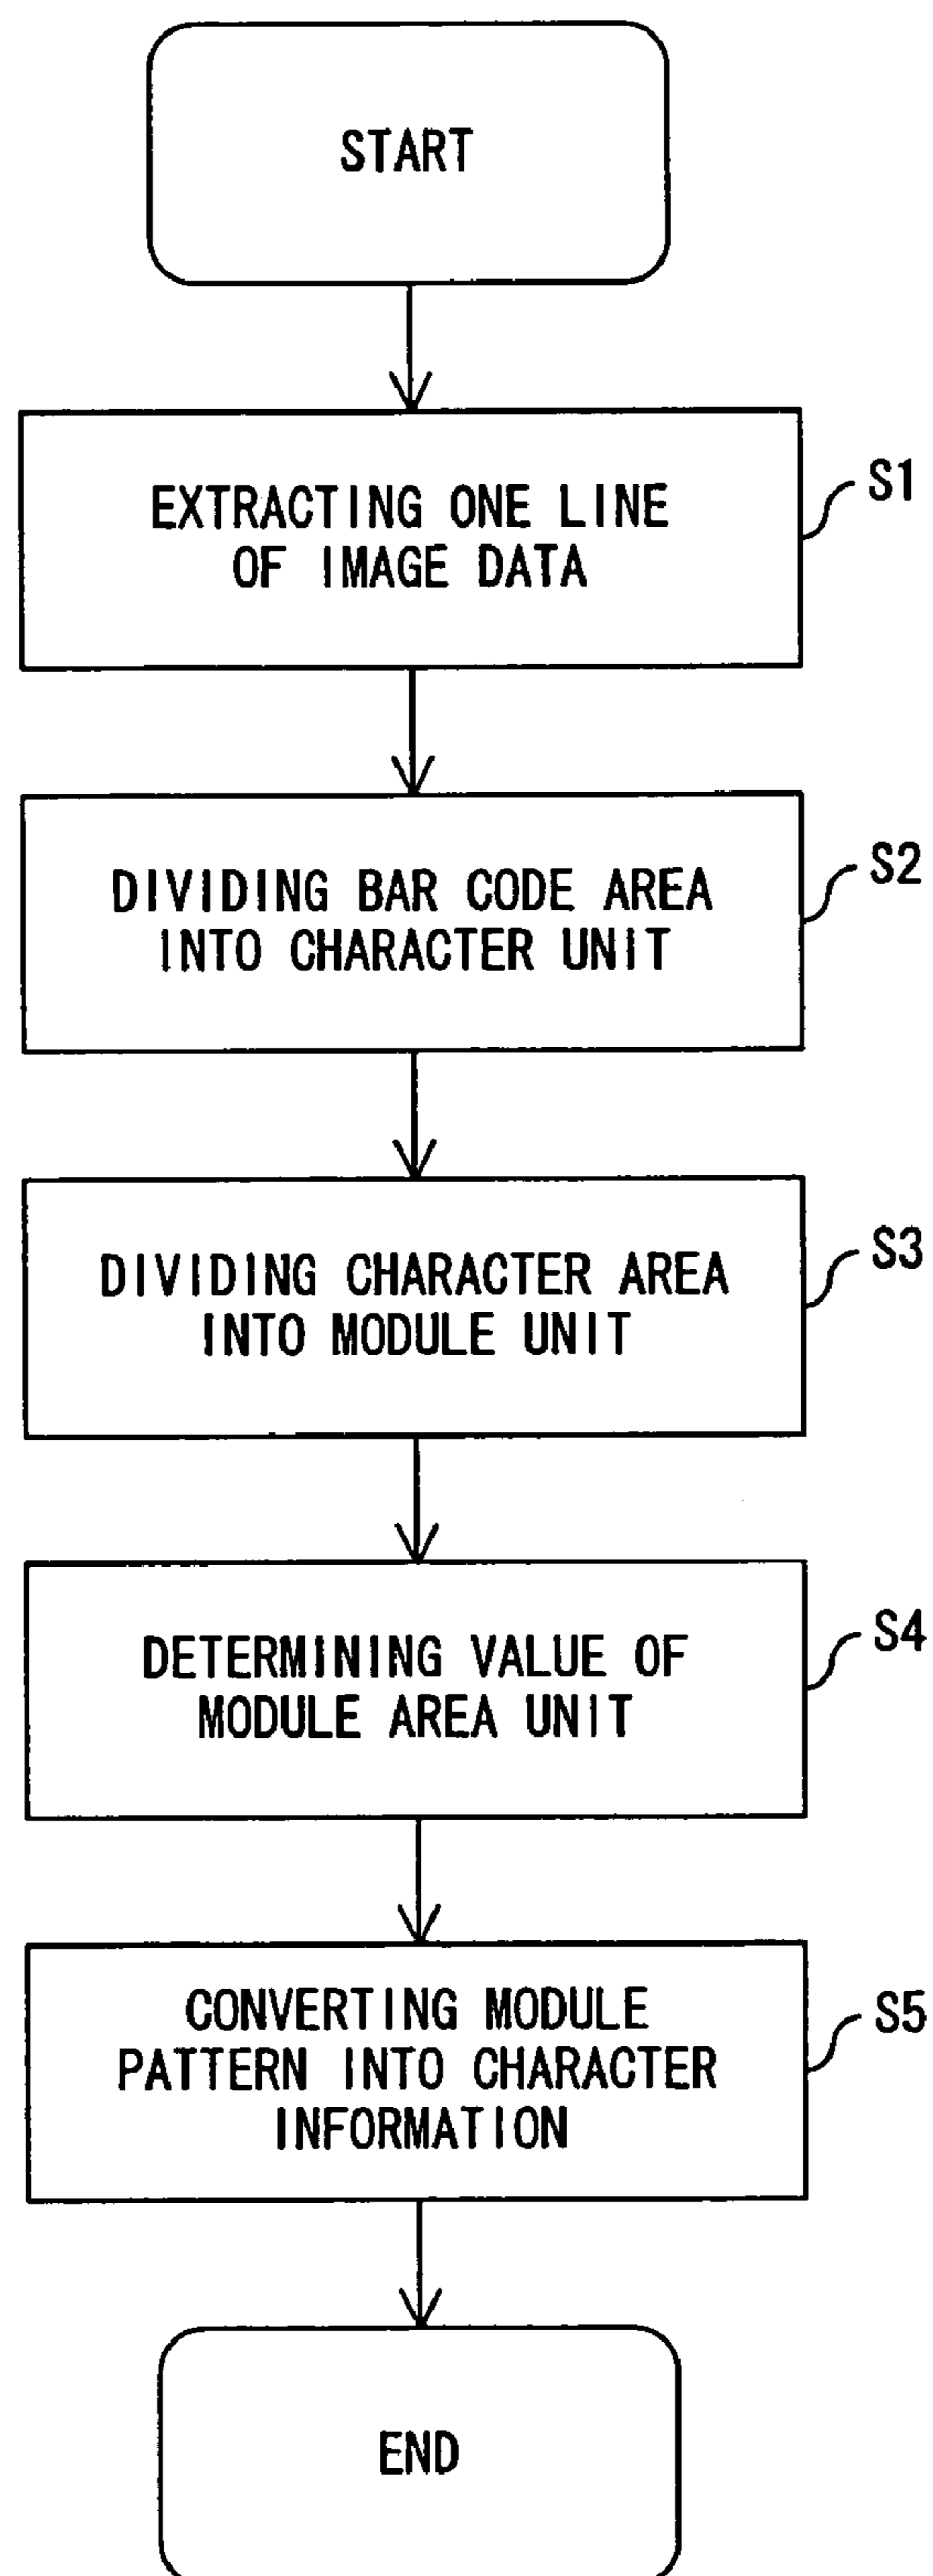 START
EXTRACTING ONE LINE
OF IMAGE DATA
S1
DIVIDING BAR CODE AREA
INTO CHARACTER UNIT
S2
DIVIDING CHARACTER AREA
INTO MODULE UNIT
S3
DETERMINING VALUE OF
MODULE AREA UNIT
S4
CONVERTING MODULE
PATTERN INTO CHARACTER
INFORMATION
S5
END